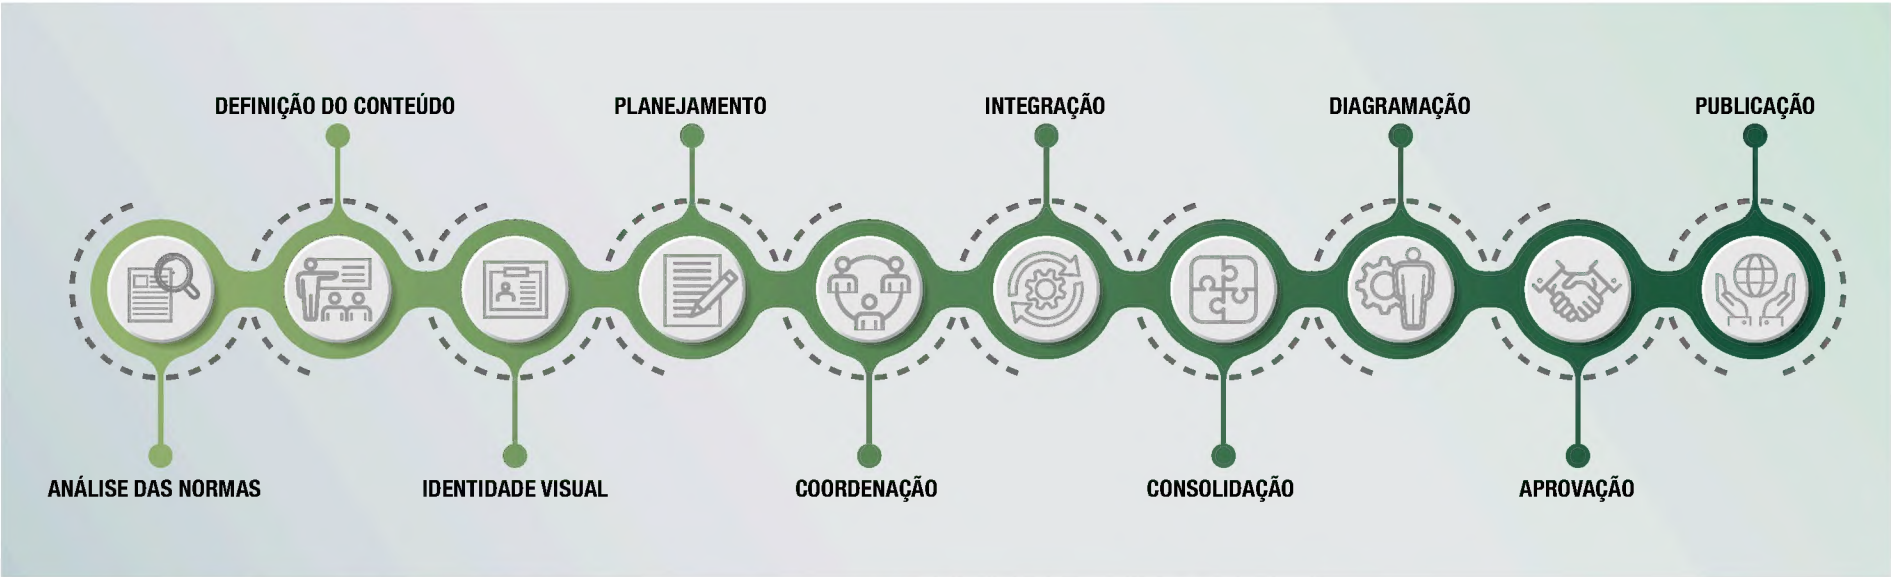 DEFINIÇÃO DO CONTEÚDO
PLANEJAMENTO
INTEGRAÇÃO
DIAGRAMAÇÃO
PUBLICAÇÃO
ANÁLISE DAS NORMAS
IDENTIDADE VISUAL
COORDENAÇÃO
CONSOLIDAÇÃO
APROVAÇÃO